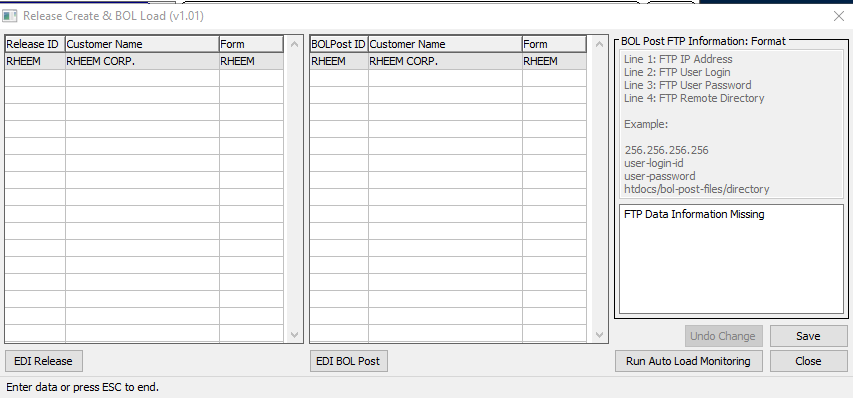 Release Create & BOL Load (v1.01)
Release ID Customer Name Form
RHEEM RHEEM CORP. RHEEM
BOLPost ID Customer Name Form
RHEEM RHEEM CORP. RHEEM
BOL Post FTP Information: Format
Line 1: FTP IP Address
Line 2: FTP User Login
Line 3: FTP User Password
Line 4: FTP Remote Directory
Example:
256.256.256.256
user-login-id
user-password
htdocs/bol-post-files/directory
FTP Data Information Missing
Undo Change Save
EDI Release EDI BOL Post Run Auto Load Monitoring Close
Enter data or press ESC to end.